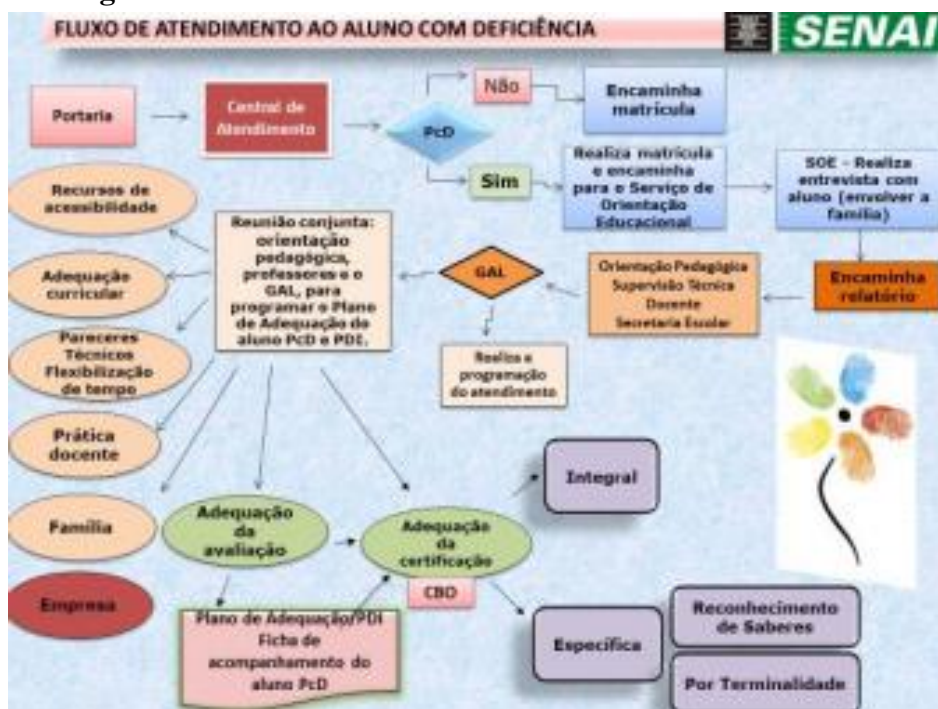 FLUXO DE ATENDIMENTO AO ALUNO COM DEFICIÊNCIA
SENAI
Portaria
Central de
Atendimento
PcD
Não
Encaminha
matrícula
Sim
Realiza matrícula
e encaminha
para o Serviço de
Orientação
Educacional
SOE - Realiza
entrevista com
aluno (envolver a
família)
Encaminha
relatório
Orientação Pedagógica
Supervisão Técnica
Docente
Secretaria Escolar
GAL
Realiza a
programação
do atendimento
Reunião conjunta:
orientação
pedagógica,
professores e o
GAL, para
programar o Plano
de Adequação do
aluno PcD e PDI.
Recursos de
acessibilidade
Adequação
curricular
Pareceres
Técnicos
Flexibilização
de tempo
Prática
docente
Família
Empresa
Adequação
da
avaliação
Adequação
da
certificação
CBO
Plano de Adequação/PDI
Ficha de
acompanhamento do
aluno PcD
Integral
Específica
Reconhecimento
de Saberes
Por Terminalidade